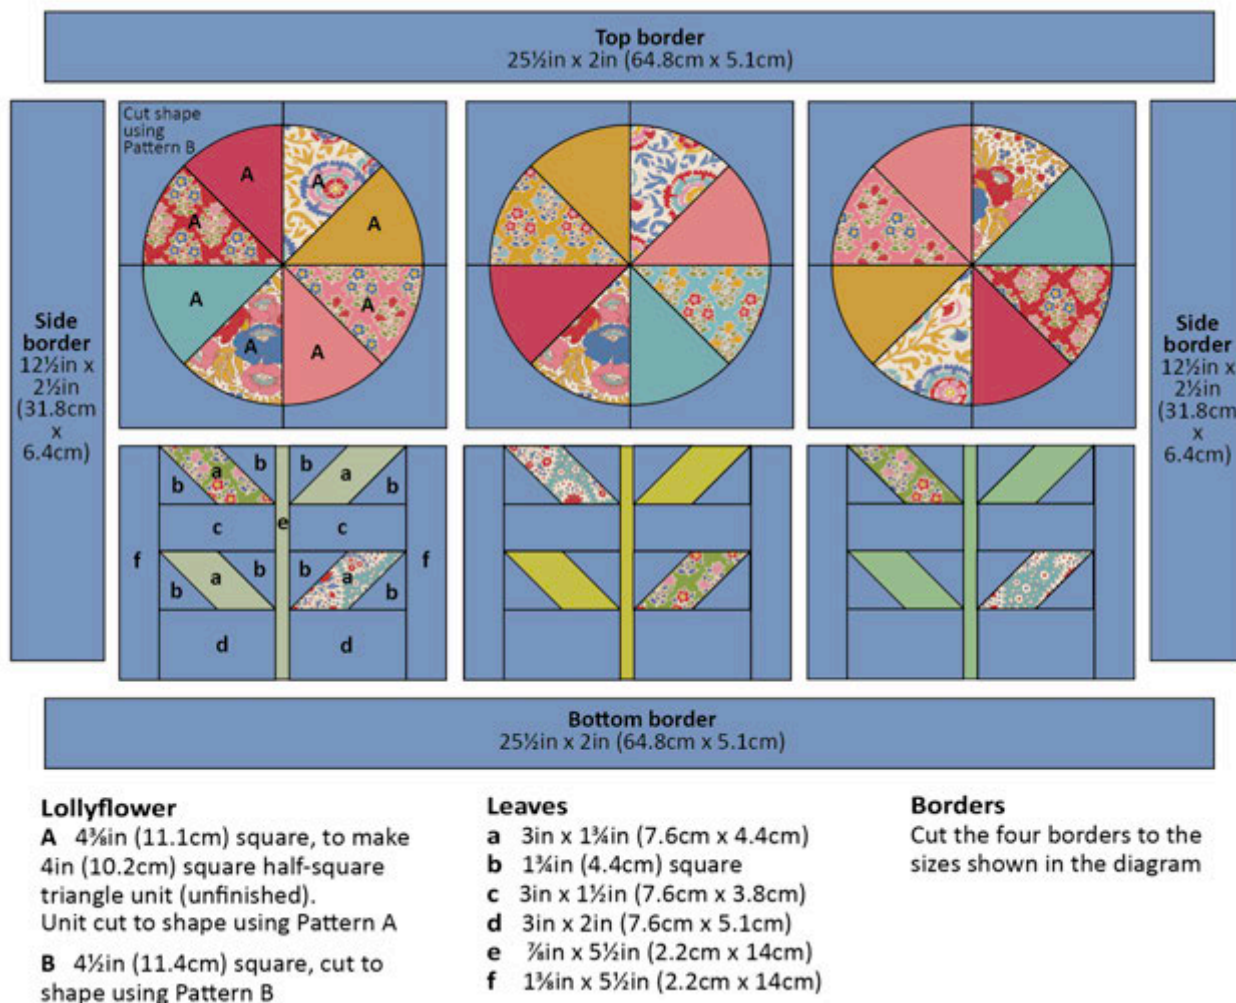 Top border
25½in x 2in (64.8cm x 5.1cm)
Cut shape
using
Pattern B
A
A
A
A
A
A
A
A
Side
border
12½in x
2½in
(31.8cm
x
6.4cm)
Side
border
12½in x
2½in
(31.8cm
x
6.4cm)
a b b a
b b
c e c
f f
a b b a
b b
d d
Bottom border
25½in x 2in (64.8cm x 5.1cm)
Lollyflower
A 4⅜in (11.1cm) square, to make
4in (10.2cm) square half-square
triangle unit (unfinished).
Unit cut to shape using Pattern A
B 4½in (11.4cm) square, cut to
shape using Pattern B
Leaves
a 3in x 1¾in (7.6cm x 4.4cm)
b 1¾in (4.4cm) square
c 3in x 1½in (7.6cm x 3.8cm)
d 3in x 2in (7.6cm x 5.1cm)
e ⅞in x 5½in (2.2cm x 14cm)
f 1⅜in x 5½in (2.2cm x 14cm)
Borders
Cut the four borders to the
sizes shown in the diagram